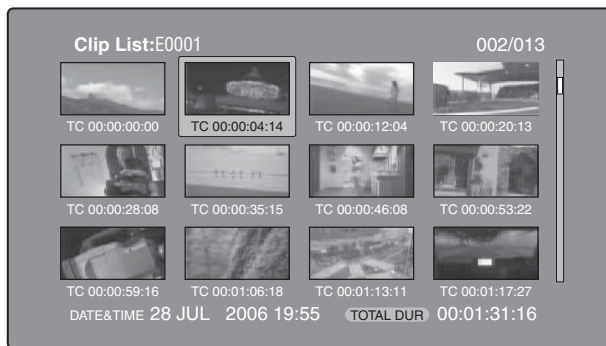 Clip List:E0001 002/013
TC 00:00:00:00 TC 00:00:04:14 TC 00:00:12:04 TC 00:00:20:13
TC 00:00:28:08 TC 00:00:35:15 TC 00:00:46:08 TC 00:00:53:22
TC 00:00:59:16 TC 00:01:06:18 TC 00:01:13:11 TC 00:01:17:27
DATE&TIME 28 JUL 2006 19:55 TOTAL DUR 00:01:31:16